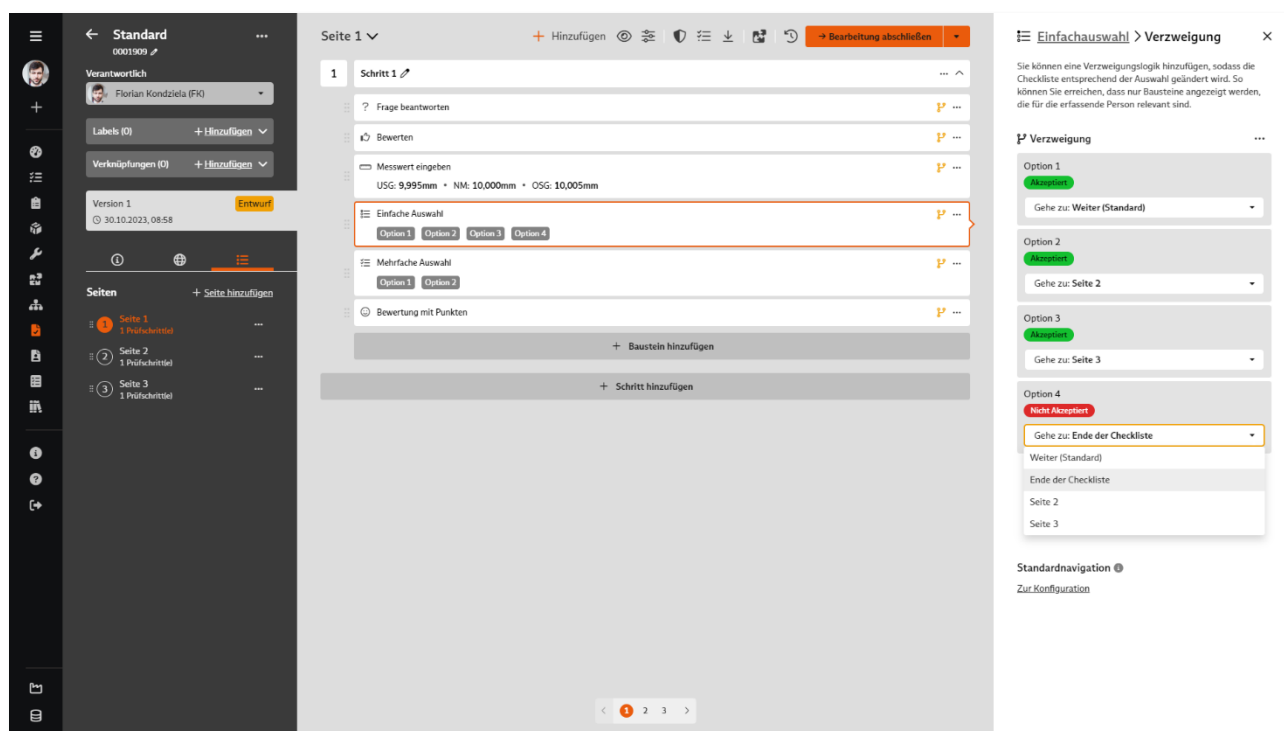 Standard
0001909
Verantwortlich
Florian Kondziela (FK)
Labels (0) + Hinzufügen
Verknüpfungen (0) + Hinzufügen
Version 1 Entwurf
30.10.2023, 08:58
Seiten + Seite hinzufügen
1 Seite 1
1 Prüfschritt(e)
2 Seite 2
1 Prüfschritt(e)
3 Seite 3
1 Prüfschritt(e)
Seite 1 + Hinzufügen → Bearbeitung abschließen
1 Schritt 1
? Frage beantworten
Bewerten
Messwert eingeben
USG: 9,995mm • NM: 10,000mm • OSG: 10,005mm
Einfache Auswahl
Option 1 Option 2 Option 3 Option 4
Mehrfache Auswahl
Option 1 Option 2
Bewertung mit Punkten
+ Baustein hinzufügen
+ Schritt hinzufügen
< 1 2 3 >
Einfachauswahl > Verzweigung
Sie können eine Verzweigungslogik hinzufügen, sodass die
Checkliste entsprechend der Auswahl geändert wird. So
können Sie erreichen, dass nur Bausteine angezeigt werden,
die für die erfassende Person relevant sind.
Verzweigung
Option 1
Akzeptiert
Gehe zu: Weiter (Standard)
Option 2
Akzeptiert
Gehe zu: Seite 2
Option 3
Akzeptiert
Gehe zu: Seite 3
Option 4
Nicht Akzeptiert
Gehe zu: Ende der Checkliste
Weiter (Standard)
Ende der Checkliste
Seite 2
Seite 3
Standardnavigation
Zur Konfiguration